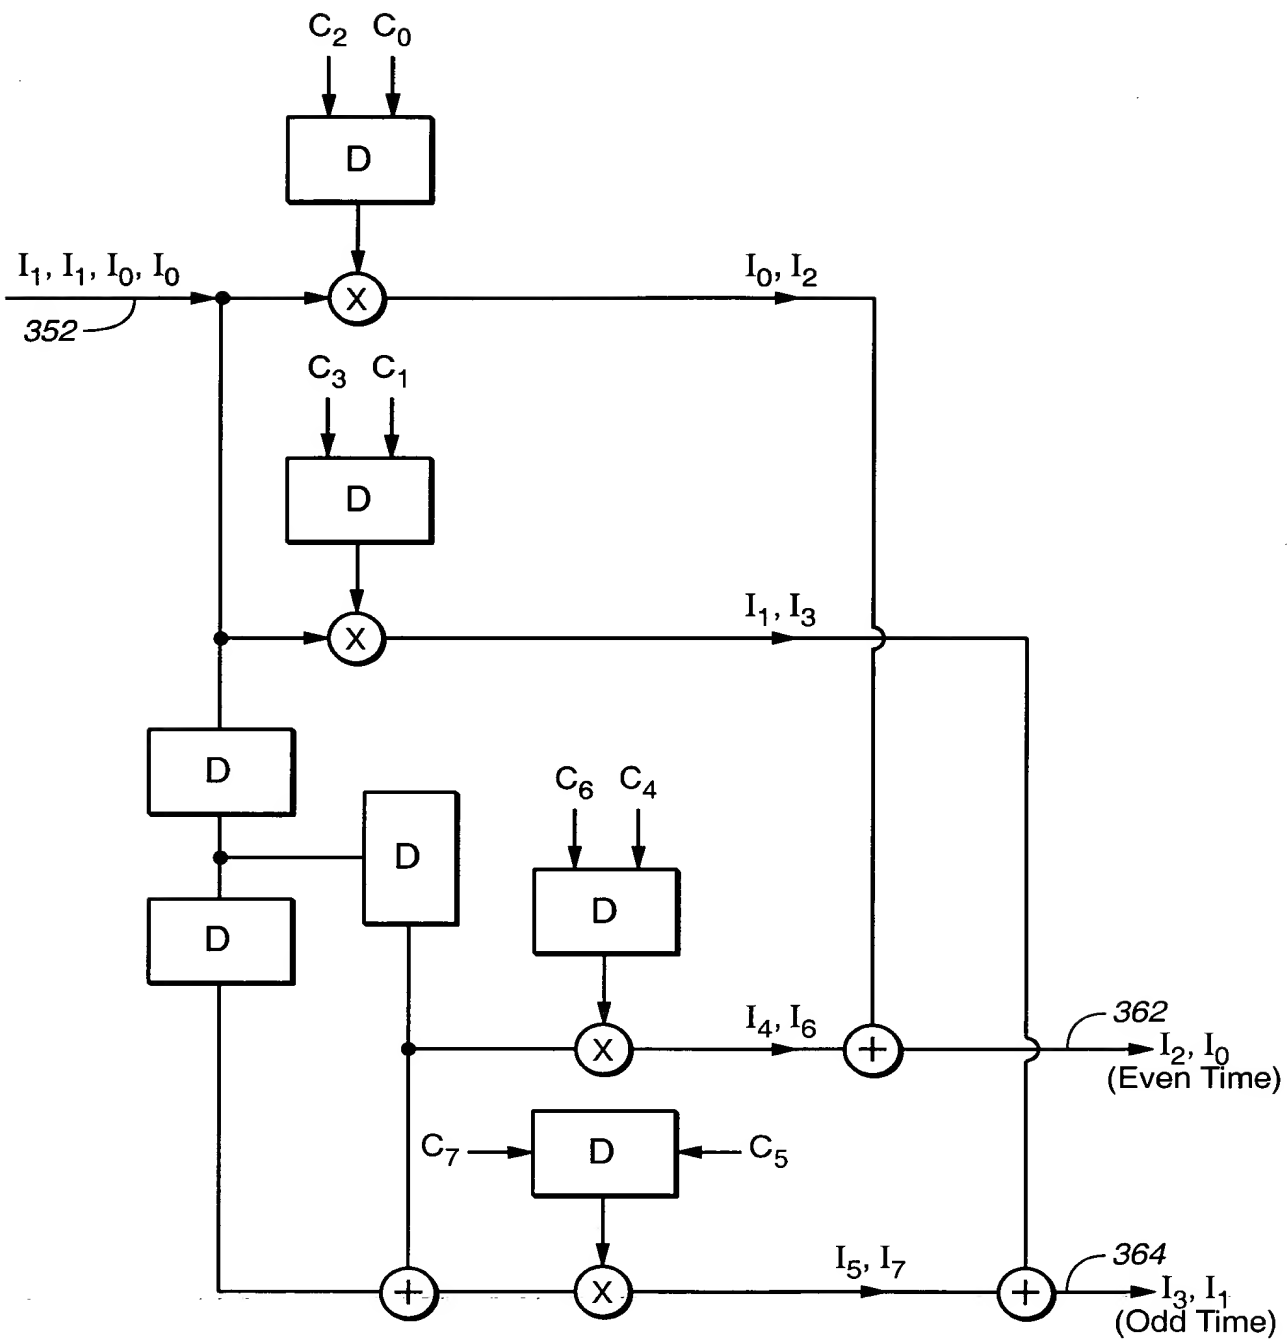 C₂ C₀
D
I₁, I₁, I₀, I₀
X
I₀, I₂
352
C₃ C₁
D
X
I₁, I₃
D
C₆ C₄
D
D
D
X
I₄, I₆
+
362
I₂, I₀
(Even Time)
C₇
D
C₅
+
X
I₅, I₇
+
364
I₃, I₁
(Odd Time)